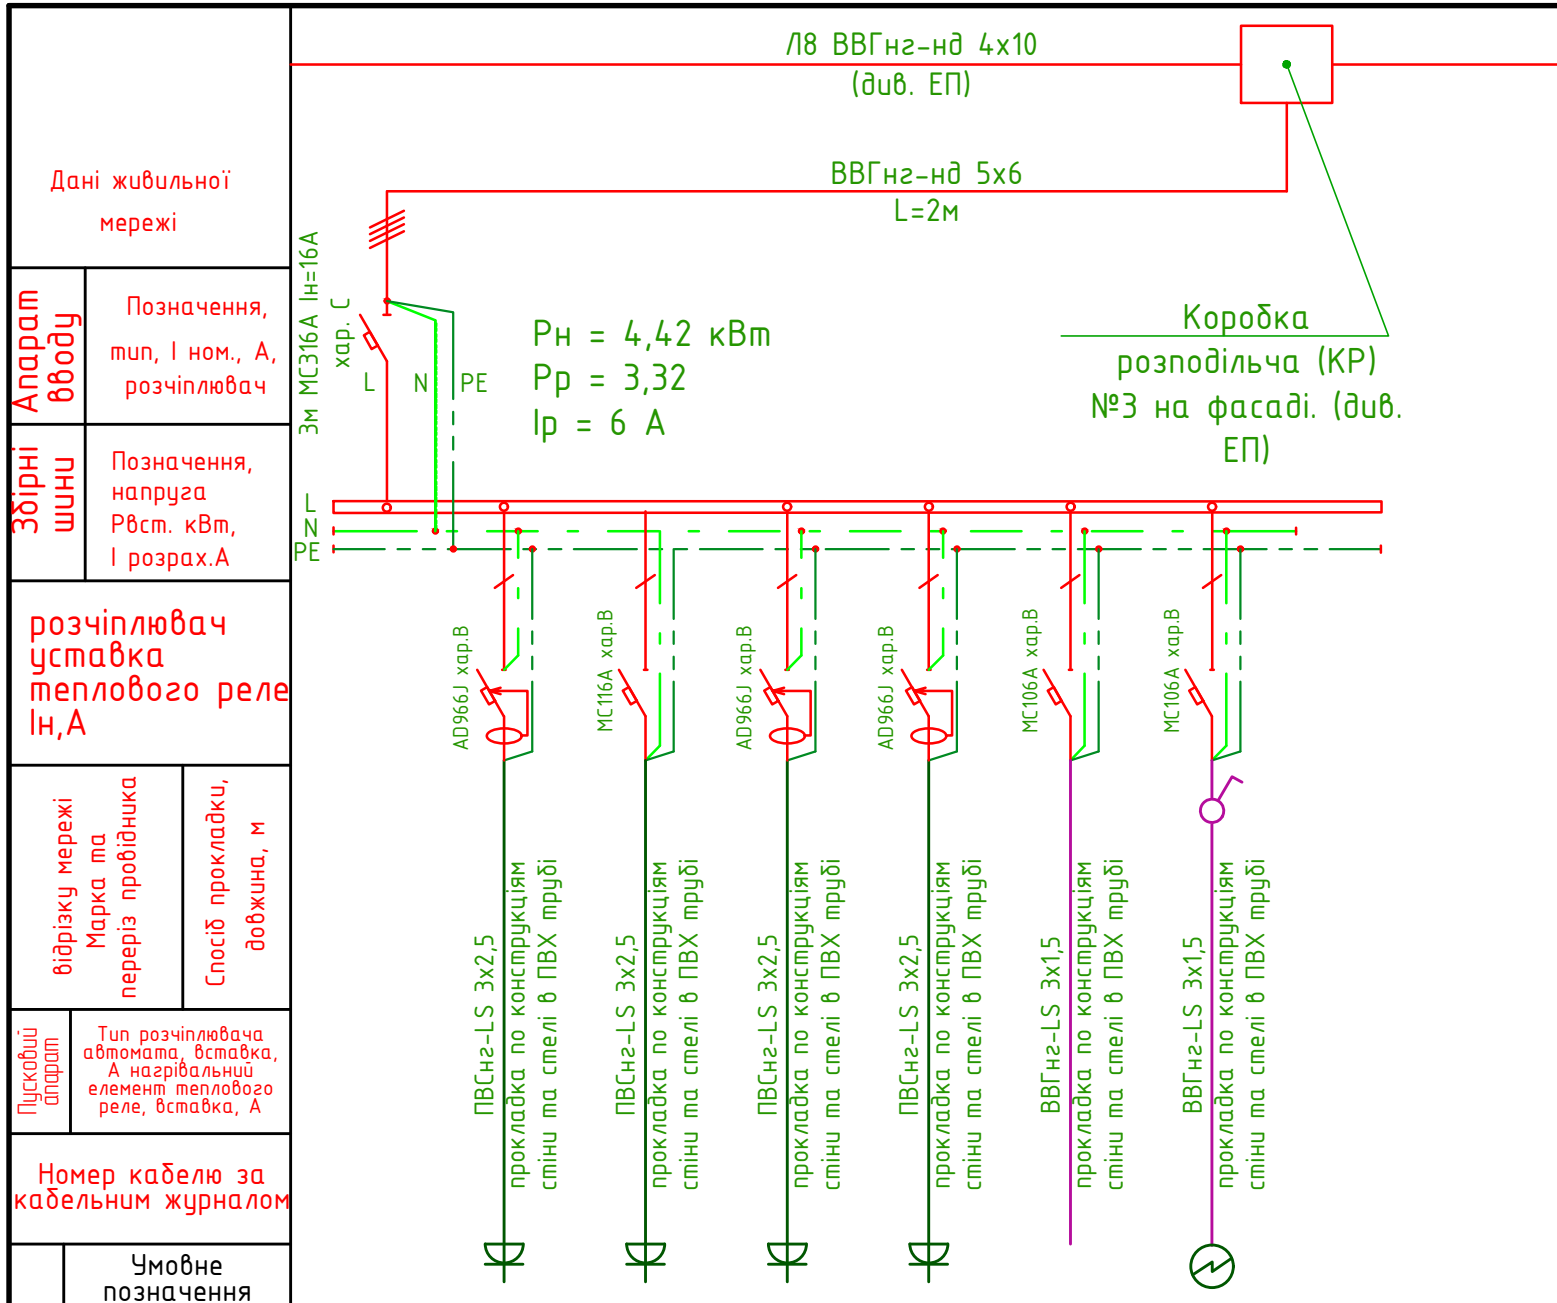 Л8 ВВГнг-нд 4х10
(див. ЕП)
Дані живильної
мережі
ВВГнг-нд 5х6
L=2м
Апарат
вводу
Позначення,
тип, І ном., А,
розчіплювач
3м МС316А Ін=16А
хар. С
L
N
PE
Рн = 4,42 кВт
Рр = 3,32
Ір = 6 А
Коробка
розподільча (КР)
№3 на фасаді. (див.
ЕП)
Збірні
шини
Позначення,
напруга
Рвст. кВт,
І розрах.А
L
N
PE
розчіплювач
уставка
теплового реле
Ін,А
AD966J хар.В
МС116А хар.В
AD966J хар.В
AD966J хар.В
МС106А хар.В
МС106А хар.В
відрізку мережі
Марка та
переріз провідника
Спосіб прокладки,
довжина, м
ПВСнг-LS 3х2,5
прокладка по конструкціям
стіни та стелі в ПВХ трубі
ПВСнг-LS 3х2,5
прокладка по конструкціям
стіни та стелі в ПВХ трубі
ПВСнг-LS 3х2,5
прокладка по конструкціям
стіни та стелі в ПВХ трубі
ПВСнг-LS 3х2,5
прокладка по конструкціям
стіни та стелі в ПВХ трубі
ВВГнг-LS 3х1,5
прокладка по конструкціям
стіни та стелі в ПВХ трубі
ВВГнг-LS 3х1,5
прокладка по конструкціям
стіни та стелі в ПВХ трубі
Пусковий
апарат
Тип розчіплювача
автомата, вставка,
А нагрівальний
елемент теплового
реле, вставка, А
Номер кабелю за
кабельним журналом
Умовне
позначення